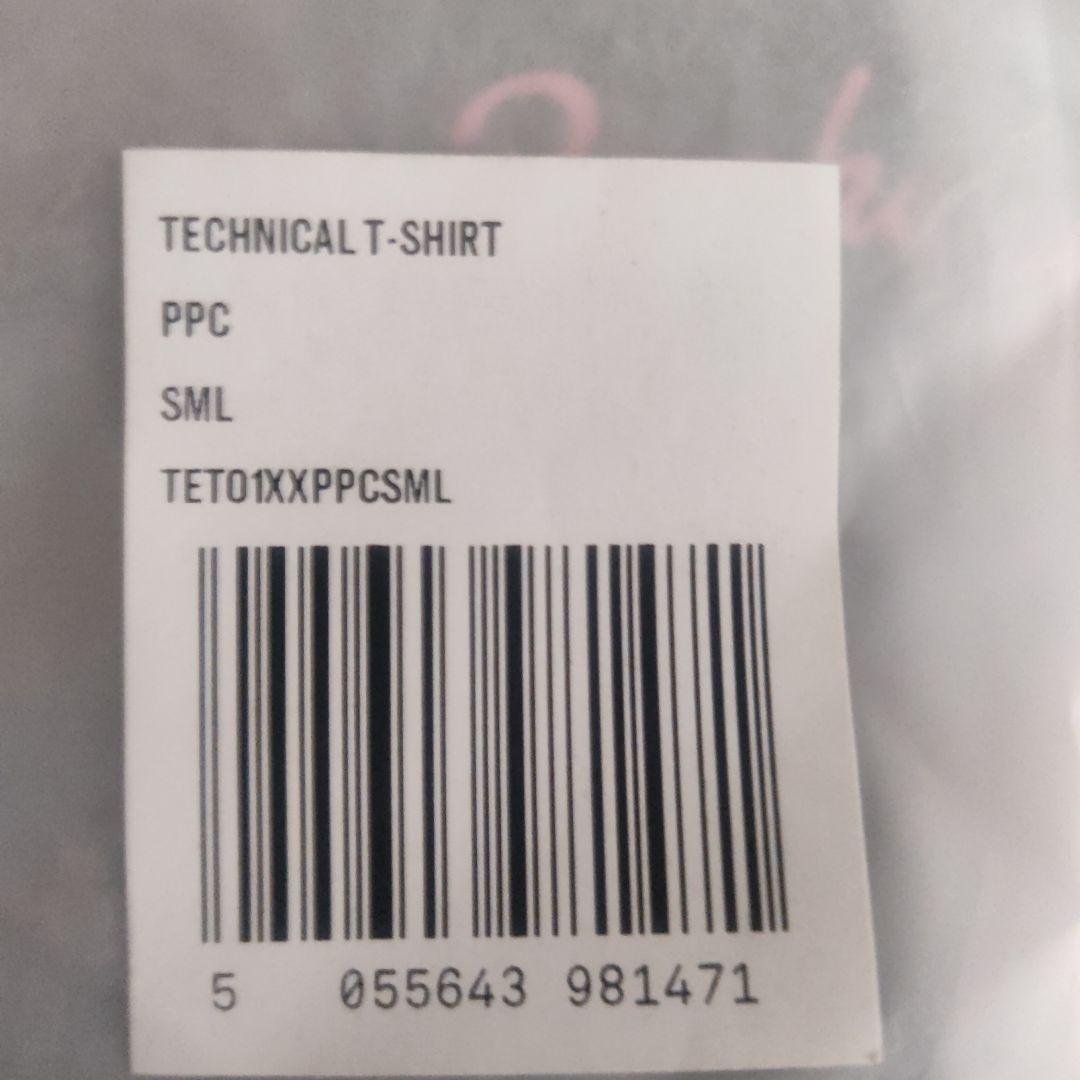 TECHNICAL T-SHIRT
PPC
SML
TET01XXPPCSML
5 055643 981471